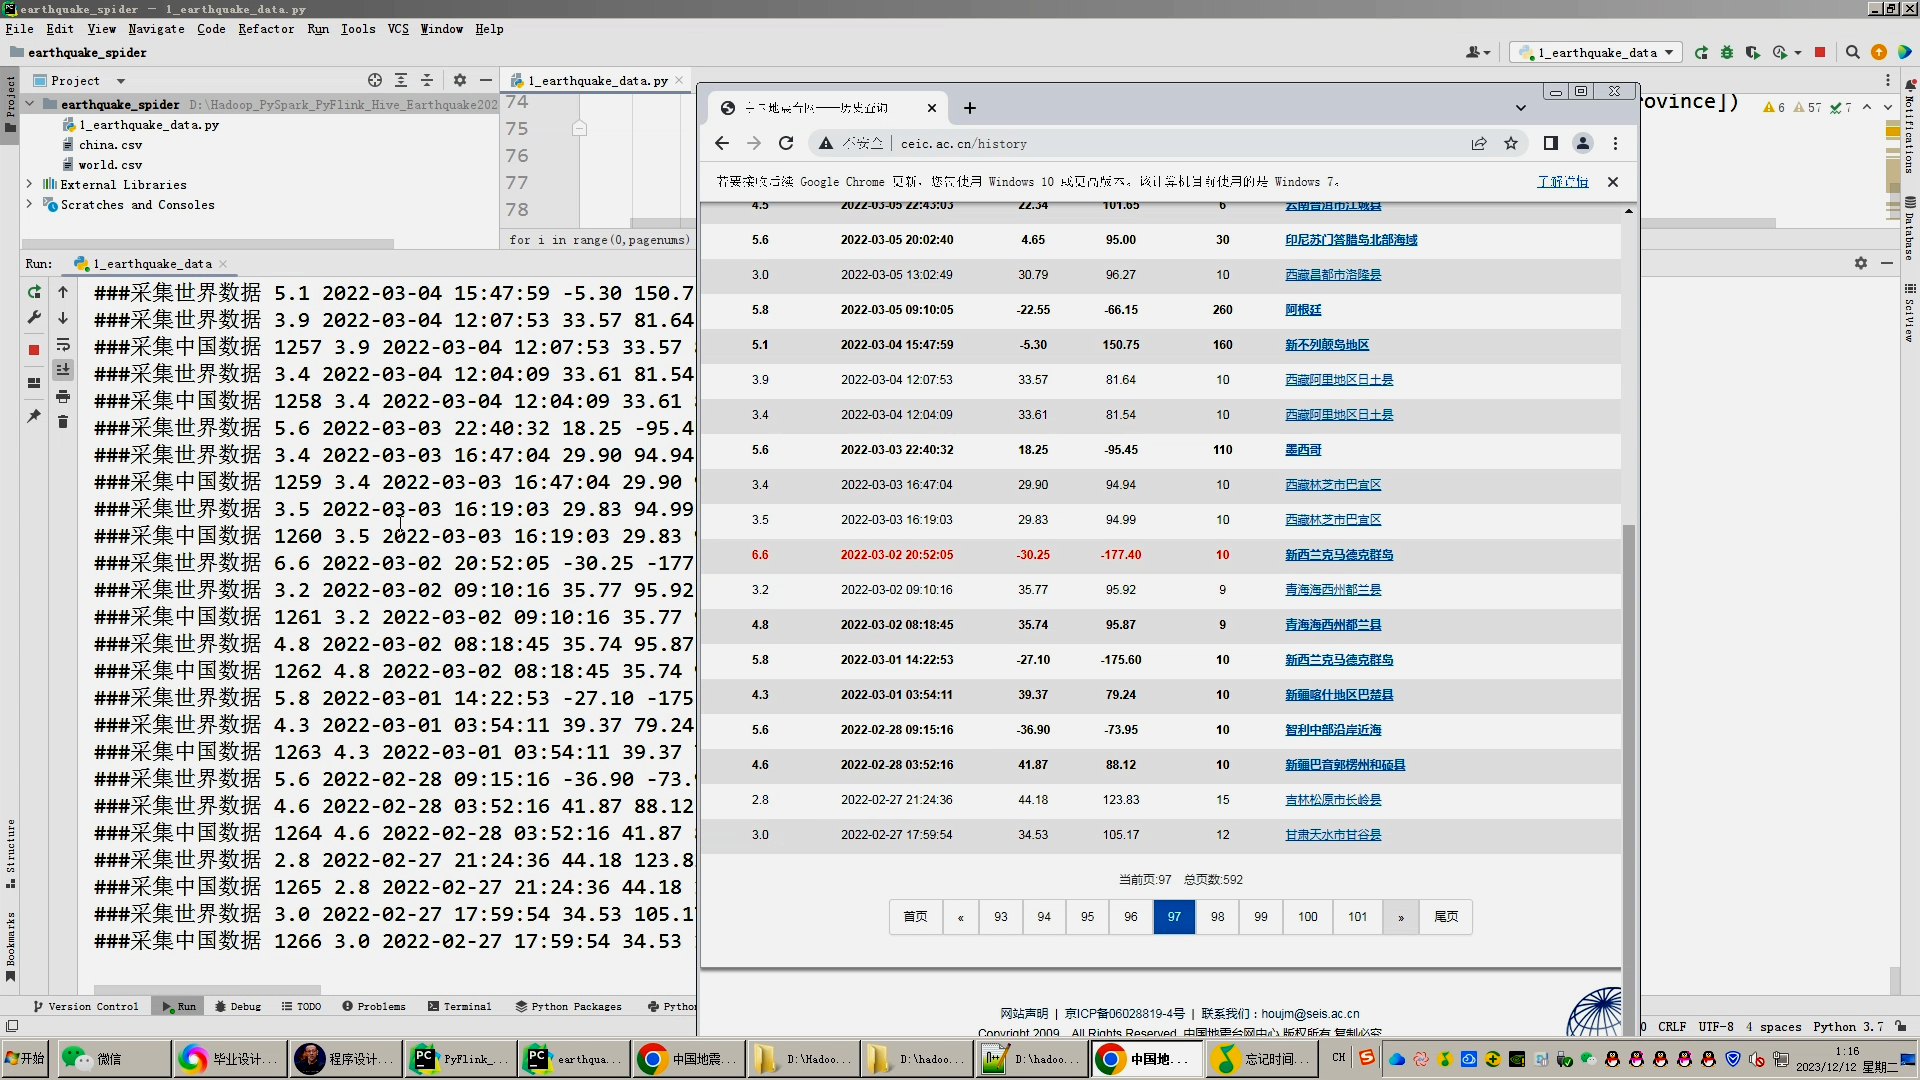 earthquake_spider – 1_earthquake_data.py
File Edit View Navigate Code Refactor Run Tools VCS Window Help
earthquake_spider
1_earthquake_data
Project
1_earthquake_data.py
earthquake_spider D:\Hadoop_PySpark_PyFlink_Hive_Earthquake202
1_earthquake_data.py
china.csv
world.csv
External Libraries
Scratches and Consoles
74
75
76
77
78
for i in range(0,pagenums)
ovince])
6 57 7
Project
Structure
Bookmarks
Notifications
Database
SciView
Run: 1_earthquake_data
###采集世界数据 5.1 2022-03-04 15:47:59 -5.30 150.7
###采集世界数据 3.9 2022-03-04 12:07:53 33.57 81.64
###采集中国数据 1257 3.9 2022-03-04 12:07:53 33.57
###采集世界数据 3.4 2022-03-04 12:04:09 33.61 81.54
###采集中国数据 1258 3.4 2022-03-04 12:04:09 33.61
###采集世界数据 5.6 2022-03-03 22:40:32 18.25 -95.4
###采集世界数据 3.4 2022-03-03 16:47:04 29.90 94.94
###采集中国数据 1259 3.4 2022-03-03 16:47:04 29.90
###采集世界数据 3.5 2022-03-03 16:19:03 29.83 94.99
###采集中国数据 1260 3.5 2022-03-03 16:19:03 29.83
###采集世界数据 6.6 2022-03-02 20:52:05 -30.25 -177
###采集世界数据 3.2 2022-03-02 09:10:16 35.77 95.92
###采集中国数据 1261 3.2 2022-03-02 09:10:16 35.77
###采集世界数据 4.8 2022-03-02 08:18:45 35.74 95.87
###采集中国数据 1262 4.8 2022-03-02 08:18:45 35.74
###采集世界数据 5.8 2022-03-01 14:22:53 -27.10 -175
###采集世界数据 4.3 2022-03-01 03:54:11 39.37 79.24
###采集中国数据 1263 4.3 2022-03-01 03:54:11 39.37
###采集世界数据 5.6 2022-02-28 09:15:16 -36.90 -73.
###采集世界数据 4.6 2022-02-28 03:52:16 41.87 88.12
###采集中国数据 1264 4.6 2022-02-28 03:52:16 41.87
###采集世界数据 2.8 2022-02-27 21:24:36 44.18 123.8
###采集中国数据 1265 2.8 2022-02-27 21:24:36 44.18
###采集世界数据 3.0 2022-02-27 17:59:54 34.53 105.17
###采集中国数据 1266 3.0 2022-02-27 17:59:54 34.53
不安全 ceic.ac.cn/history
若要接收后续 Google Chrome 更新，您需使用 Windows 10 或更高版本。该计算机目前使用的是 Windows 7。
了解详情
4.5 2022-03-05 22:43:03 22.34 101.65 6 云南普洱市江城县
5.6 2022-03-05 20:02:40 4.65 95.00 30 印尼苏门答腊岛北部海域
3.0 2022-03-05 13:02:49 30.79 96.27 10 西藏昌都市洛隆县
5.8 2022-03-05 09:10:05 -22.55 -66.15 260 阿根廷
5.1 2022-03-04 15:47:59 -5.30 150.75 160 新不列颠岛地区
3.9 2022-03-04 12:07:53 33.57 81.64 10 西藏阿里地区日土县
3.4 2022-03-04 12:04:09 33.61 81.54 10 西藏阿里地区日土县
5.6 2022-03-03 22:40:32 18.25 -95.45 110 墨西哥
3.4 2022-03-03 16:47:04 29.90 94.94 10 西藏林芝市巴宜区
3.5 2022-03-03 16:19:03 29.83 94.99 10 西藏林芝市巴宜区
6.6 2022-03-02 20:52:05 -30.25 -177.40 10 新西兰克马德克群岛
3.2 2022-03-02 09:10:16 35.77 95.92 9 青海海西州都兰县
4.8 2022-03-02 08:18:45 35.74 95.87 9 青海海西州都兰县
5.8 2022-03-01 14:22:53 -27.10 -175.60 10 新西兰克马德克群岛
4.3 2022-03-01 03:54:11 39.37 79.24 10 新疆喀什地区巴楚县
5.6 2022-02-28 09:15:16 -36.90 -73.95 10 智利中部沿岸近海
4.6 2022-02-28 03:52:16 41.87 88.12 10 新疆巴音郭楞州和硕县
2.8 2022-02-27 21:24:36 44.18 123.83 15 吉林松原市长岭县
3.0 2022-02-27 17:59:54 34.53 105.17 12 甘肃天水市甘谷县
当前页:97 总页数:592
首页 « 93 94 95 96 97 98 99 100 101 » 尾页
网站声明 | 京ICP备06028819-4号 | 联系我们：houjm@seis.ac.cn
Copyright 2009 All Rights Reserved 中国地震台网中心 版权所有 复制必究
Version Control Run Debug TODO Problems Terminal Python Packages Pytho
CRLF UTF-8 4 spaces Python 3.7
开始 微信 毕业设计... 程序设计... PyFlink_... earthqua... 中国地震... D:\Hadoo... D:\hadoo... D:\hadoo... 中国地... 忘记时间... CH
1:16
2023/12/12 星期二